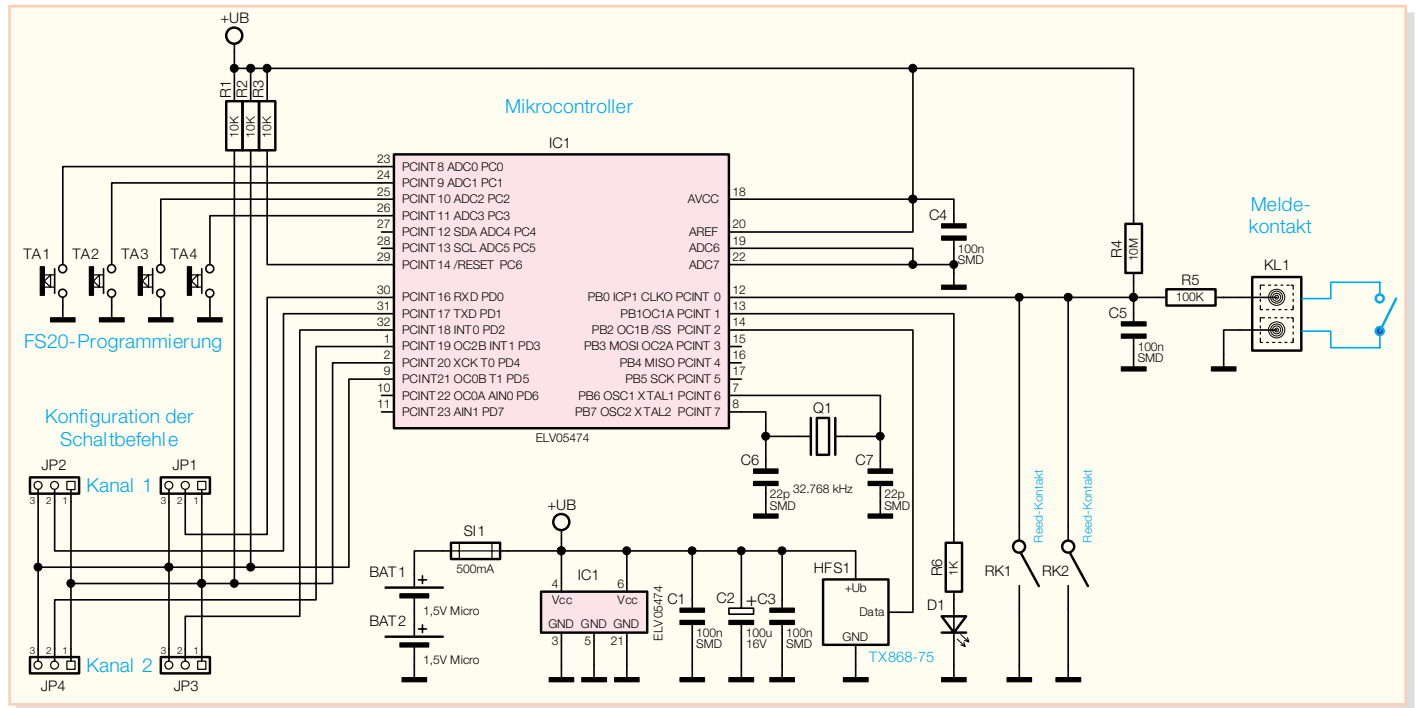 +UB
R1
R2
R3
10K
10K
10K
Mikrocontroller
IC1
23
24
25
26
27
28
29
30
31
32
1
2
9
10
11
PCINT 8 ADC0 PC0
PCINT 9 ADC1 PC1
PCINT 10 ADC2 PC2
PCINT 11 ADC3 PC3
PCINT 12 SDA ADC4 PC4
PCINT 13 SCL ADC5 PC5
PCINT 14 /RESET PC6
PCINT 16 RXD PD0
PCINT 17 TXD PD1
PCINT 18 INT0 PD2
PCINT 19 OC2B INT1 PD3
PCINT 20 XCK T0 PD4
PCINT21 OC0B T1 PD5
PCINT 22 OC0A AIN0 PD6
PCINT 23 AIN1 PD7
AVCC
AREF
ADC6
ADC7
PB0 ICP1 CLKO PCINT 0
PB1OC1A PCINT 1
PB2 OC1B /SS PCINT 2
PB3 MOSI OC2A PCINT 3
PB4 MISO PCINT 4
PB5 SCK PCINT 5
PB6 OSC1 XTAL1 PCINT 6
PB7 OSC2 XTAL2 PCINT 7
18
20
19
22
12
13
14
15
16
17
7
8
ELV05474
TA1
TA2
TA3
TA4
FS20-Programmierung
C4
100n
SMD
R4
10M
Melde-
kontakt
KL1
R5
100K
C5
100n
SMD
Q1
32.768 kHz
C6
22p
SMD
C7
22p
SMD
Konfiguration der
Schaltbefehle
JP2
3
2
1
Kanal 1
JP1
3
2
1
JP4
3
2
1
Kanal 2
JP3
3
2
1
BAT1
+
1,5V Micro
BAT2
+
1,5V Micro
SI1
500mA
+UB
IC1
4
6
Vcc
Vcc
GND
GND
GND
3
5
21
ELV05474
C1
100n
SMD
C2
+
100u
16V
C3
100n
SMD
HFS1
+Ub
Data
GND
TX868-75
R6
1K
D1
RK1
Reed-Kontakt
RK2
Reed-Kontakt